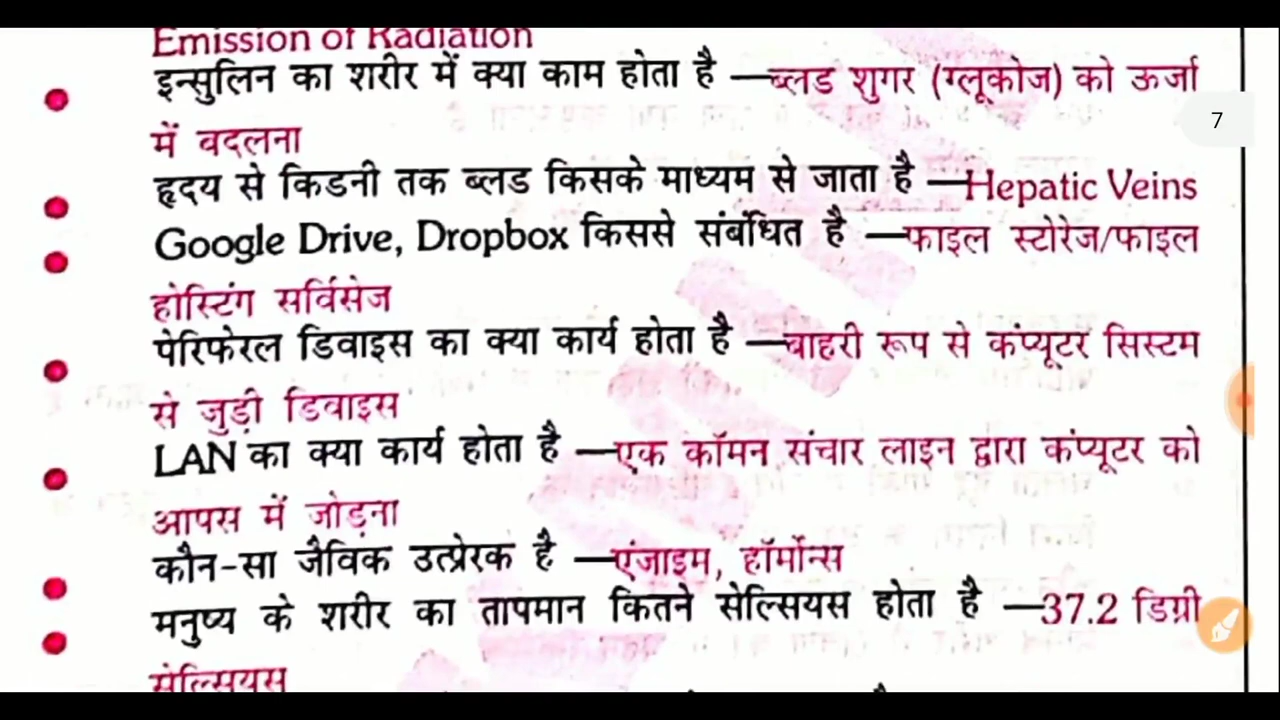 Emission of Radiation
इन्सुलिन का शरीर में क्या काम होता है —ब्लड शुगर (ग्लूकोज) को ऊर्जा
में बदलना
7
हृदय से किडनी तक ब्लड किसके माध्यम से जाता है —Hepatic Veins
Google Drive, Dropbox किससे संबंधित है —फाइल स्टोरेज/फाइल
होस्टिंग सर्विसेज
पेरिफेरल डिवाइस का क्या कार्य होता है —बाहरी रूप से कंप्यूटर सिस्टम
से जुड़ी डिवाइस
LAN का क्या कार्य होता है —एक कॉमन संचार लाइन द्वारा कंप्यूटर को
आपस में जोड़ना
कौन-सा जैविक उत्प्रेरक है —एंजाइम, हॉर्मोन्स
मनुष्य के शरीर का तापमान कितने सेल्सियस होता है —37.2 डिग्री
सेल्सियस